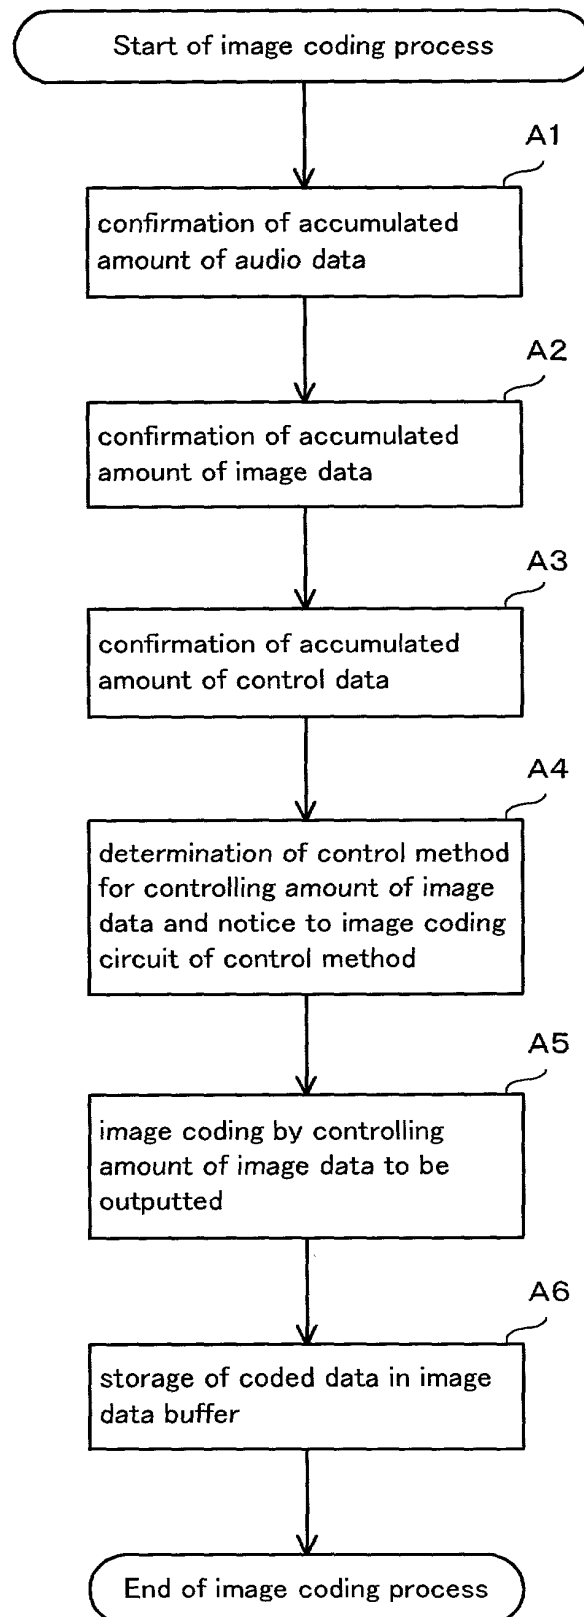 Start of image coding process
A1
confirmation of accumulated
amount of audio data
A2
confirmation of accumulated
amount of image data
A3
confirmation of accumulated
amount of control data
A4
determination of control method
for controlling amount of image
data and notice to image coding
circuit of control method
A5
image coding by controlling
amount of image data to be
outputted
A6
storage of coded data in image
data buffer
End of image coding process